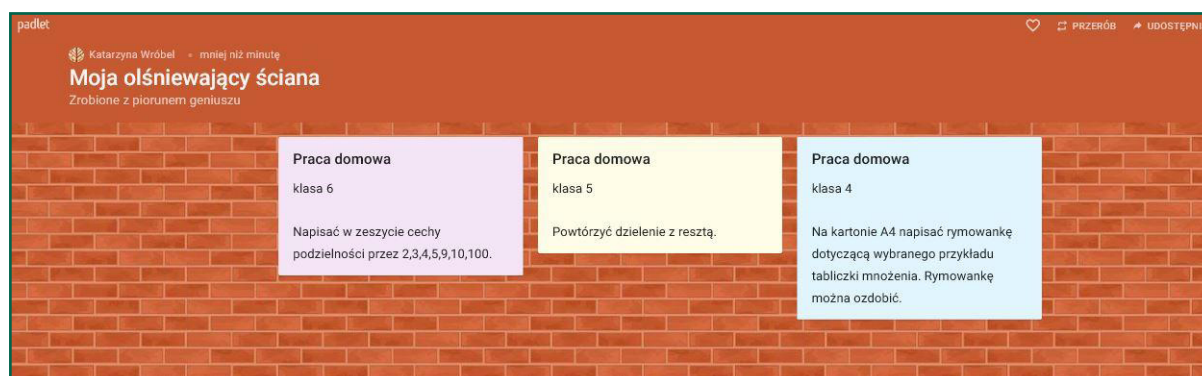 padlet
PRZERÓB
UDOSTĘPNI
Katarzyna Wróbel • mniej niż minutę
Moja olśniewający ściana
Zrobione z piorunem geniuszu
Praca domowa
klasa 6
Napisać w zeszycie cechy
podzielności przez 2,3,4,5,9,10,100.
Praca domowa
klasa 5
Powtórzyć dzielenie z resztą.
Praca domowa
klasa 4
Na kartonie A4 napisać rymowankę
dotyczącą wybranego przykładu
tabliczki mnożenia. Rymowankę
można ozdobić.